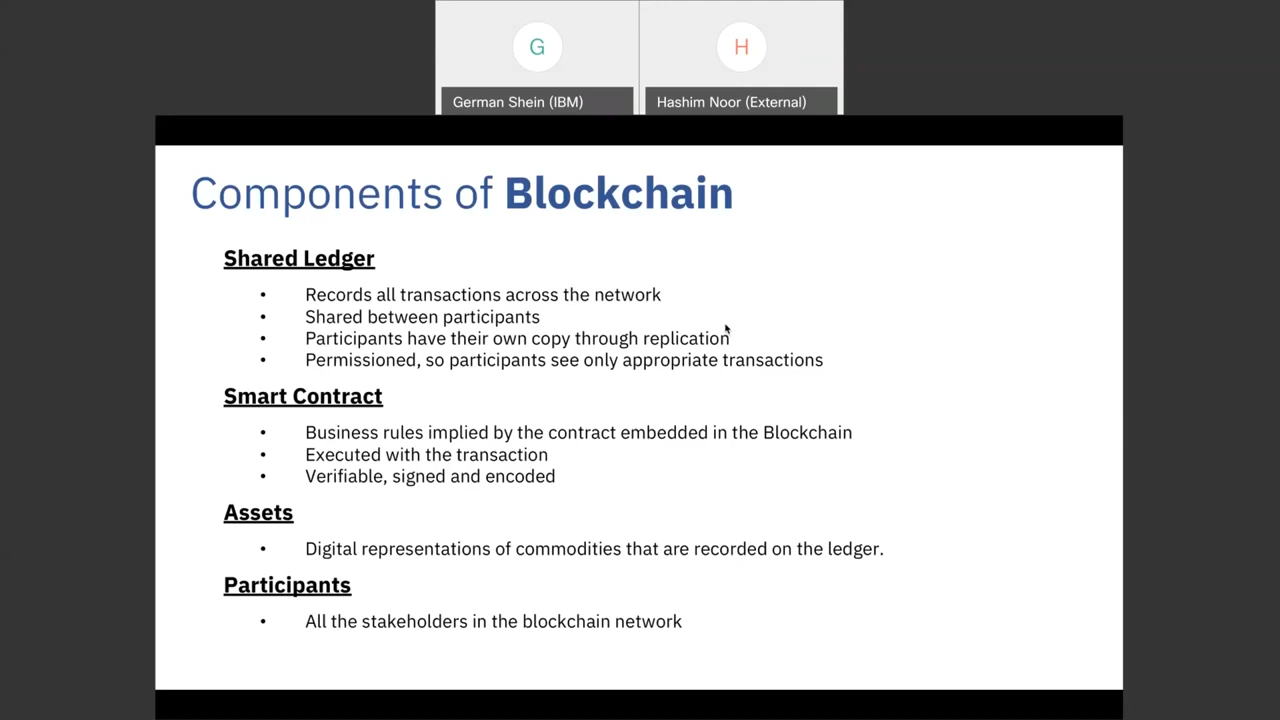 G
H
German Shein (IBM)
Hashim Noor (External)
Components of Blockchain
Shared Ledger
• Records all transactions across the network
• Shared between participants
• Participants have their own copy through replication
• Permissioned, so participants see only appropriate transactions
Smart Contract
• Business rules implied by the contract embedded in the Blockchain
• Executed with the transaction
• Verifiable, signed and encoded
Assets
• Digital representations of commodities that are recorded on the ledger.
Participants
• All the stakeholders in the blockchain network